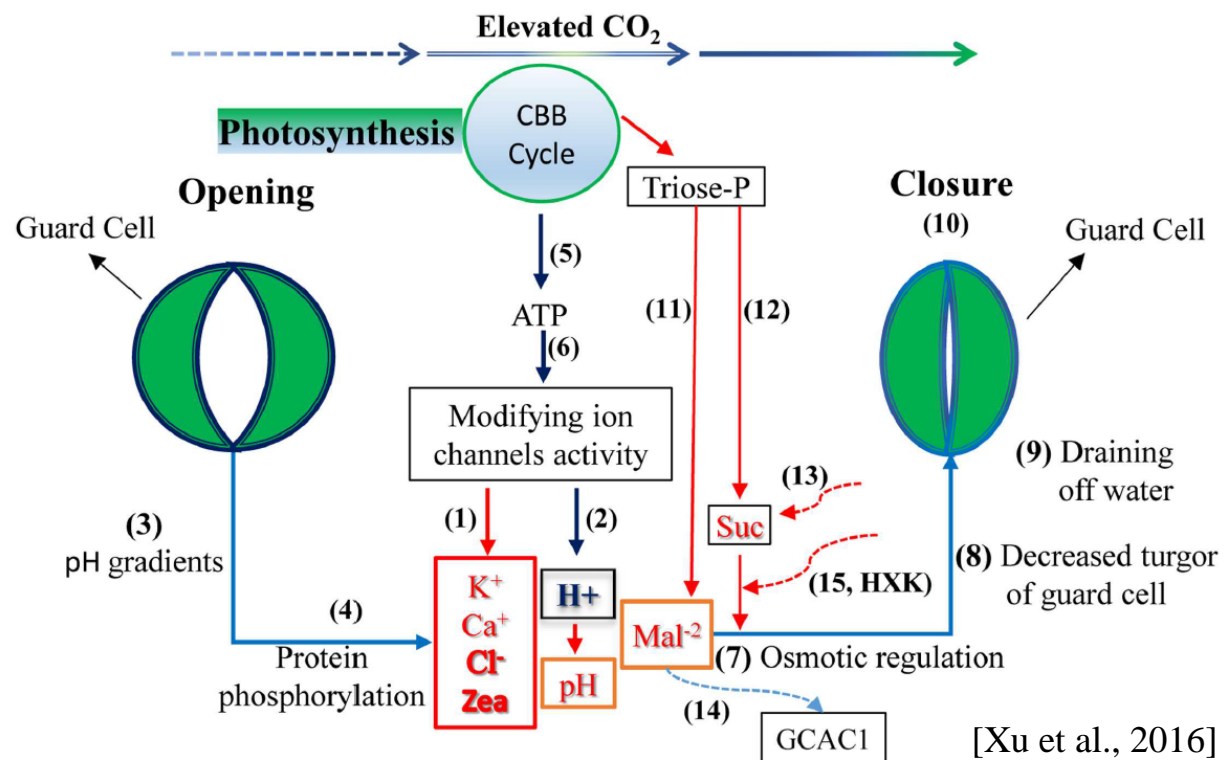 Elevated CO₂
Photosynthesis
CBB
Cycle
Opening
Triose-P
Closure
(10)
Guard Cell
Guard Cell
(5)
ATP
(6)
(11)
(12)
Modifying ion
channels activity
(13)
(9) Draining
off water
(3)
pH gradients
(1)
(2)
Suc
(15, HXK)
(8) Decreased turgor
of guard cell
(4)
Protein
phosphorylation
K⁺
Ca⁺
Cl⁻
Zea
H+
pH
Mal⁻²
(7) Osmotic regulation
(14)
GCAC1
[Xu et al., 2016]